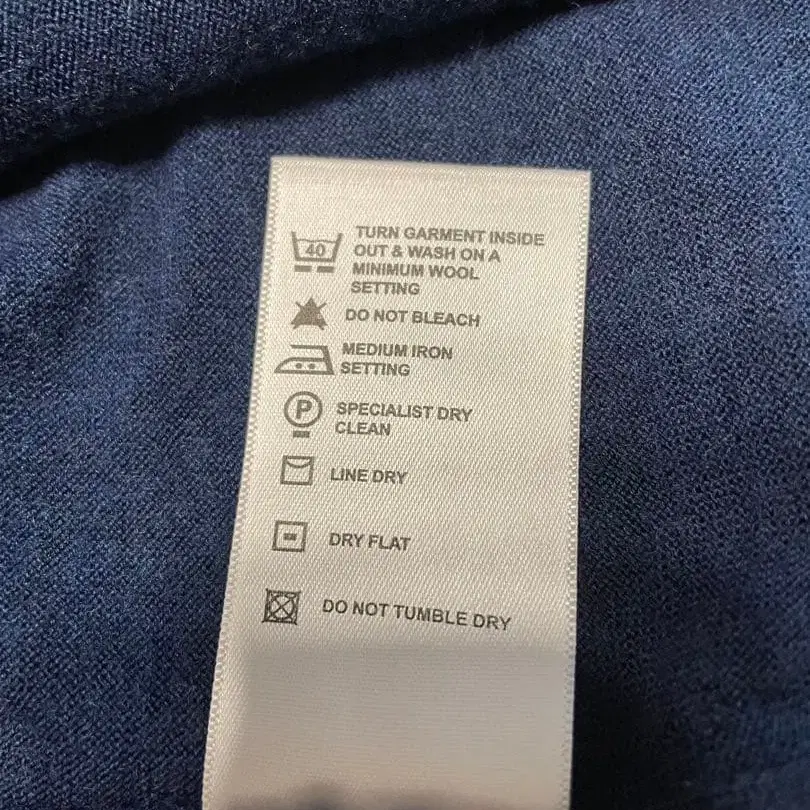 40
TURN GARMENT INSIDE
OUT & WASH ON A
MINIMUM WOOL
SETTING
DO NOT BLEACH
MEDIUM IRON
SETTING
P
SPECIALIST DRY
CLEAN
LINE DRY
DRY FLAT
DO NOT TUMBLE DRY